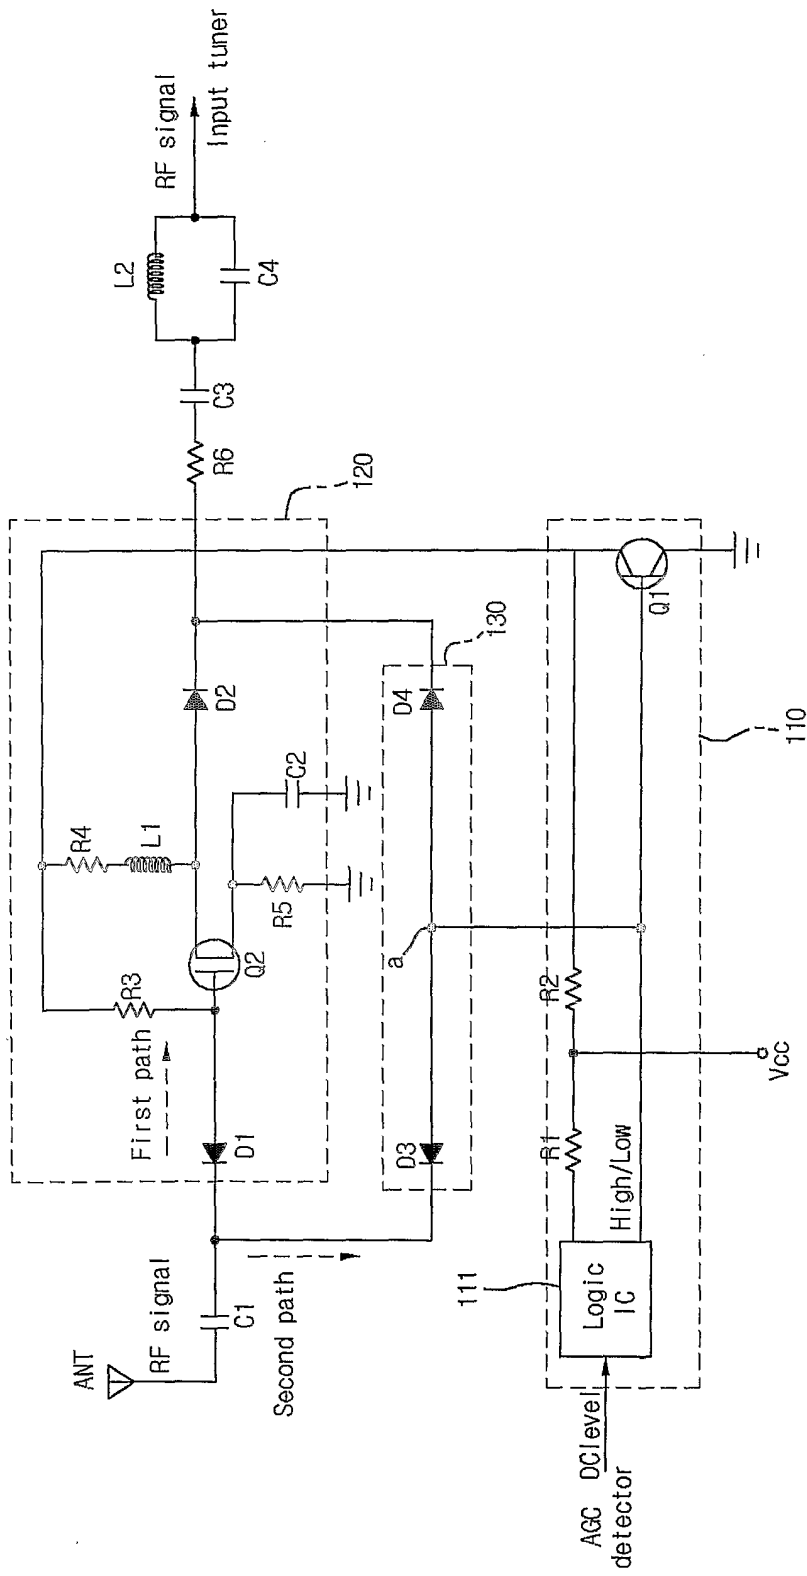 ANT
RF signal
C1
Second path
First path
D1
R3
Q2
R4
L1
R5
C2
D2
120
R6
C3
L2
C4
RF signal
Input tuner
D3
a
D4
130
AGC DClevel
detector
111
Logic
IC
High/Low
R1
R2
Vcc
Q1
110